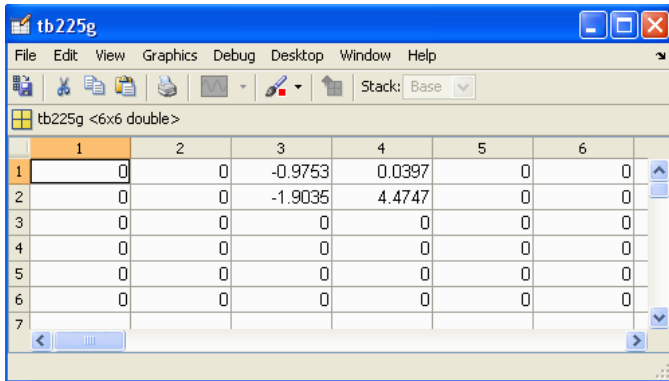 tb225g
File Edit View Graphics Debug Desktop Window Help
Stack: Base
tb225g <6x6 double>
1 2 3 4 5 6
1 0 0 -0.9753 0.0397 0 0
2 0 0 -1.9035 4.4747 0 0
3 0 0 0 0 0 0
4 0 0 0 0 0 0
5 0 0 0 0 0 0
6 0 0 0 0 0 0
7